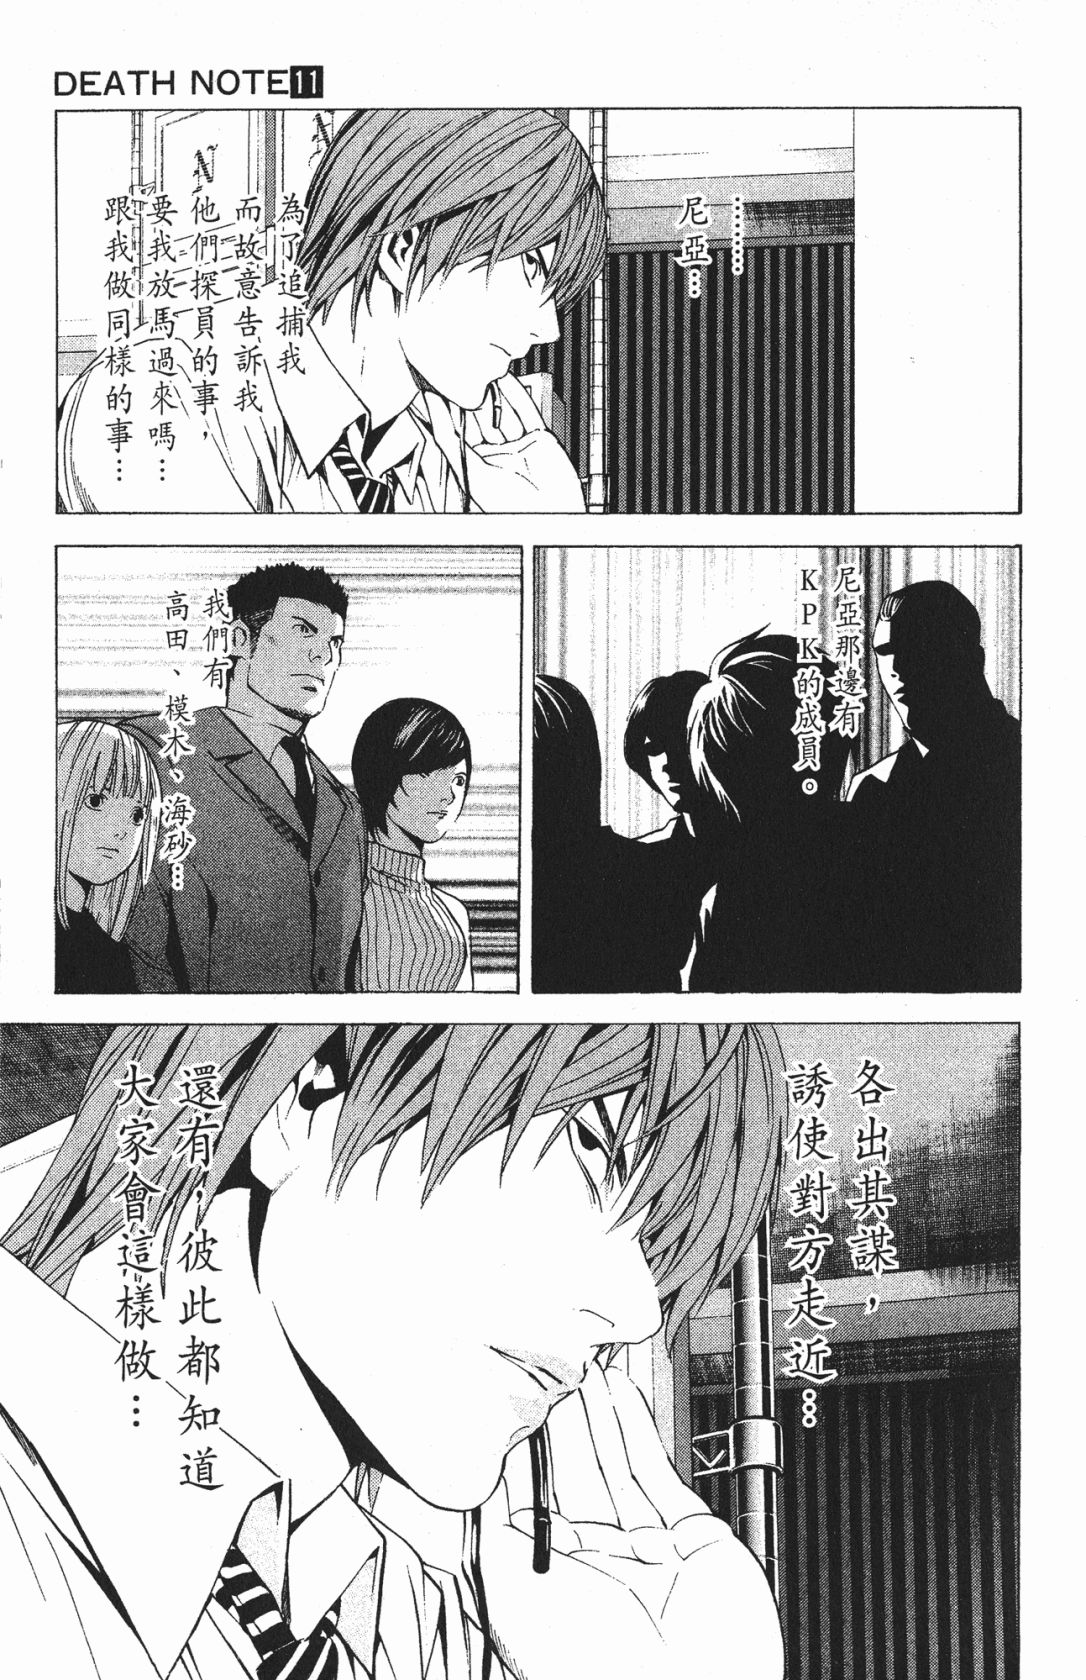 DEATH NOTE 11
………
尼亞…
為了追捕我
而故意告訴我
他們探員的事，
要我放馬過來嗎…
跟我做同樣的事…
尼亞那邊有
KPK的成員。
我們有
高田、模木、海砂…
各出其謀，
誘使對方走近…
還有，彼此都知道
大家會這樣做…
N
N